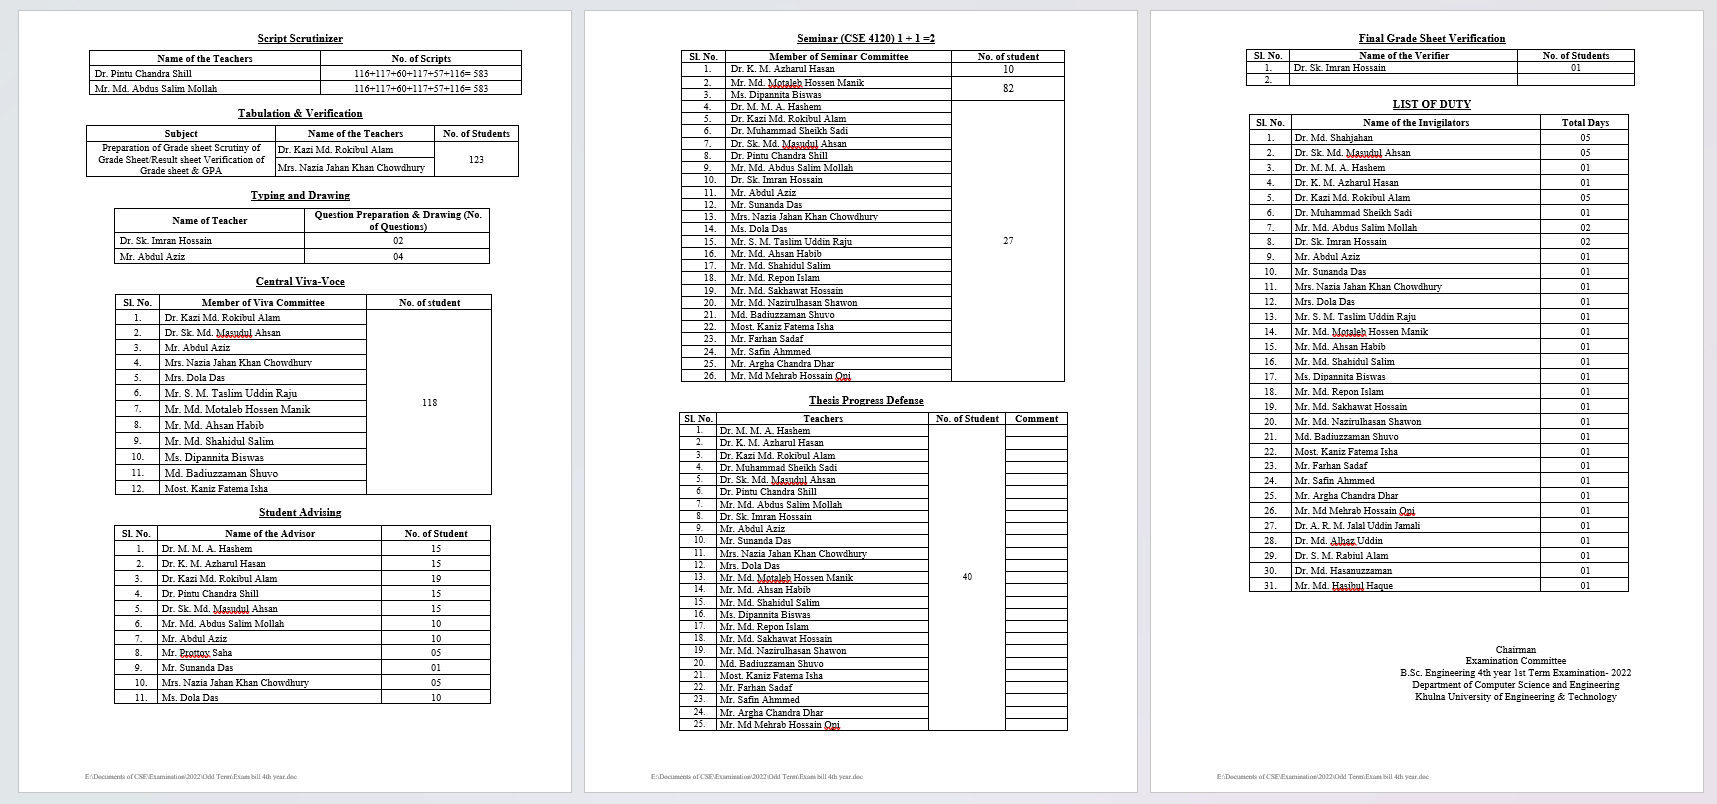 Script Scrutinizer
Name of the Teachers No. of Scripts
Dr. Pintu Chandra Shill 116+117+60+117+57+116= 583
Mr. Md. Abdus Salim Mollah 116+117+60+117+57+116= 583
Tabulation & Verification
Subject Name of the Teachers No. of Students
Preparation of Grade sheet Scrutiny of Grade Sheet/Result sheet Verification of Grade sheet & GPA Dr. Kazi Md. Rokibul Alam 123
Mrs. Nazia Jahan Khan Chowdhury
Typing and Drawing
Name of Teacher Question Preparation & Drawing (No. of Questions)
Dr. Sk. Imran Hossain 02
Mr. Abdul Aziz 04
Central Viva-Voce
Sl. No. Member of Viva Committee No. of student
1. Dr. Kazi Md. Rokibul Alam
2. Dr. Sk. Md. Masudul Ahsan
3. Mr. Abdul Aziz
4. Mrs. Nazia Jahan Khan Chowdhury
5. Mrs. Dola Das
6. Mr. S. M. Taslim Uddin Raju
7. Mr. Md. Motaleb Hossen Manik 118
8. Mr. Md. Ahsan Habib
9. Mr. Md. Shahidul Salim
10. Ms. Dipannita Biswas
11. Md. Badiuzzaman Shuvo
12. Most. Kaniz Fatema Isha
Student Advising
Sl. No. Name of the Advisor No. of Student
1. Dr. M. M. A. Hashem 15
2. Dr. K. M. Azharul Hasan 15
3. Dr. Kazi Md. Rokibul Alam 19
4. Dr. Pintu Chandra Shill 15
5. Dr. Sk. Md. Masudul Ahsan 15
6. Mr. Md. Abdus Salim Mollah 10
7. Mr. Abdul Aziz 10
8. Mr. Prottoy Saha 05
9. Mr. Sunanda Das 01
10. Mrs. Nazia Jahan Khan Chowdhury 05
11. Ms. Dola Das 10
E:\Documents of CSE\Examination\2022\Odd Term\Exam bill 4th year.doc
Seminar (CSE 4120) 1 + 1 =2
Sl. No. Member of Seminar Committee No. of student
1. Dr. K. M. Azharul Hasan 10
2. Mr. Md. Motaleb Hossen Manik 82
3. Ms. Dipannita Biswas
4. Dr. M. M. A. Hashem
5. Dr. Kazi Md. Rokibul Alam
6. Dr. Muhammad Sheikh Sadi
7. Dr. Sk. Md. Masudul Ahsan
8. Dr. Pintu Chandra Shill
9. Mr. Md. Abdus Salim Mollah
10. Dr. Sk. Imran Hossain
11. Mr. Abdul Aziz
12. Mr. Sunanda Das
13. Mrs. Nazia Jahan Khan Chowdhury
14. Ms. Dola Das
15. Mr. S. M. Taslim Uddin Raju 27
16. Mr. Md. Ahsan Habib
17. Mr. Md. Shahidul Salim
18. Mr. Md. Repon Islam
19. Mr. Md. Sakhawat Hossain
20. Mr. Md. Nazirulhasan Shawon
21. Md. Badiuzzaman Shuvo
22. Most. Kaniz Fatema Isha
23. Mr. Farhan Sadaf
24. Mr. Safin Ahmmed
25. Mr. Argha Chandra Dhar
26. Mr. Md Mehrab Hossain Opi
Thesis Progress Defense
Sl. No. Teachers No. of Student Comment
1. Dr. M. M. A. Hashem
2. Dr. K. M. Azharul Hasan
3. Dr. Kazi Md. Rokibul Alam
4. Dr. Muhammad Sheikh Sadi
5. Dr. Sk. Md. Masudul Ahsan
6. Dr. Pintu Chandra Shill
7. Mr. Md. Abdus Salim Mollah
8. Dr. Sk. Imran Hossain
9. Mr. Abdul Aziz
10. Mr. Sunanda Das
11. Mrs. Nazia Jahan Khan Chowdhury
12. Mrs. Dola Das
13. Mr. Md. Motaleb Hossen Manik 40
14. Mr. Md. Ahsan Habib
15. Mr. Md. Shahidul Salim
16. Ms. Dipannita Biswas
17. Mr. Md. Repon Islam
18. Mr. Md. Sakhawat Hossain
19. Mr. Md. Nazirulhasan Shawon
20. Md. Badiuzzaman Shuvo
21. Most. Kaniz Fatema Isha
22. Mr. Farhan Sadaf
23. Mr. Safin Ahmmed
24. Mr. Argha Chandra Dhar
25. Mr. Md Mehrab Hossain Opi
E:\Documents of CSE\Examination\2022\Odd Term\Exam bill 4th year.doc
Final Grade Sheet Verification
Sl. No. Name of the Verifier No. of Students
1. Dr. Sk. Imran Hossain 01
2.
LIST OF DUTY
Sl. No. Name of the Invigilators Total Days
1. Dr. Md. Shahjahan 05
2. Dr. Sk. Md. Masudul Ahsan 05
3. Dr. M. M. A. Hashem 01
4. Dr. K. M. Azharul Hasan 01
5. Dr. Kazi Md. Rokibul Alam 05
6. Dr. Muhammad Sheikh Sadi 01
7. Mr. Md. Abdus Salim Mollah 02
8. Dr. Sk. Imran Hossain 02
9. Mr. Abdul Aziz 01
10. Mr. Sunanda Das 01
11. Mrs. Nazia Jahan Khan Chowdhury 01
12. Mrs. Dola Das 01
13. Mr. S. M. Taslim Uddin Raju 01
14. Mr. Md. Motaleb Hossen Manik 01
15. Mr. Md. Ahsan Habib 01
16. Mr. Md. Shahidul Salim 01
17. Ms. Dipannita Biswas 01
18. Mr. Md. Repon Islam 01
19. Mr. Md. Sakhawat Hossain 01
20. Mr. Md. Nazirulhasan Shawon 01
21. Md. Badiuzzaman Shuvo 01
22. Most. Kaniz Fatema Isha 01
23. Mr. Farhan Sadaf 01
24. Mr. Safin Ahmmed 01
25. Mr. Argha Chandra Dhar 01
26. Mr. Md Mehrab Hossain Opi 01
27. Dr. A. R. M. Jalal Uddin Jamali 01
28. Dr. Md. Alhaz Uddin 01
29. Dr. S. M. Rabiul Alam 01
30. Dr. Md. Hasanuzzaman 01
31. Mr. Md. Hasibul Haque 01
Chairman
Examination Committee
B.Sc. Engineering 4th year 1st Term Examination- 2022
Department of Computer Science and Engineering
Khulna University of Engineering & Technology
E:\Documents of CSE\Examination\2022\Odd Term\Exam bill 4th year.doc